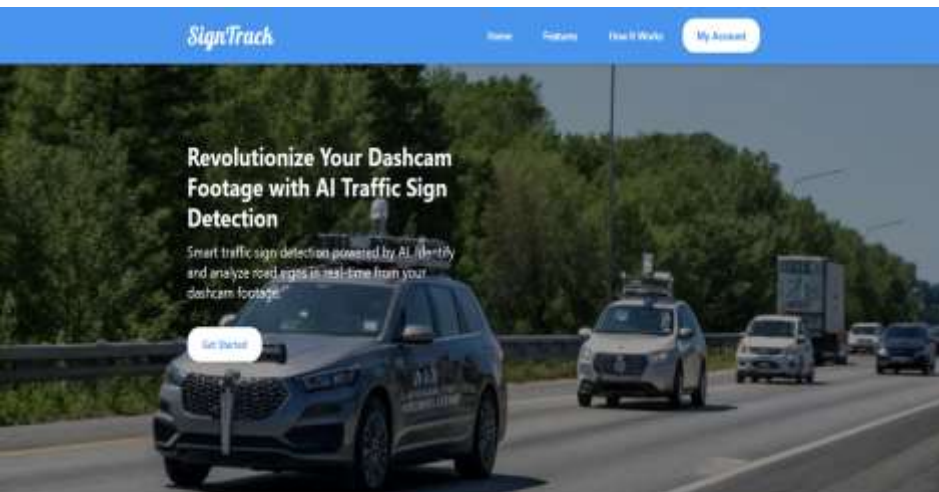 SignTrack
Home Features How It Works My Account
Revolutionize Your Dashcam
Footage with AI Traffic Sign
Detection
Smart traffic sign detection powered by AI. Identify
and analyze road signs in real-time from your
dashcam footage."
Get Started